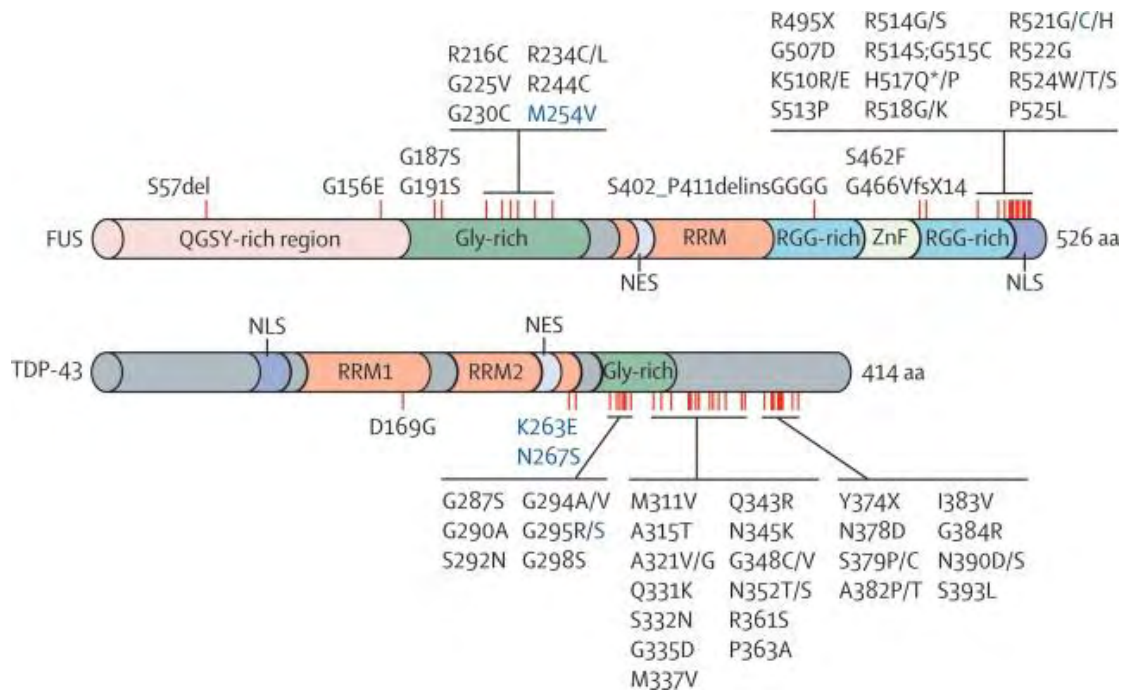 R495X R514G/S R521G/C/H
G507D R514S;G515C R522G
K510R/E H517Q*/P R524W/T/S
S513P R518G/K P525L
R216C R234C/L
G225V R244C
G230C M254V
G187S
G191S
S57del
G156E
S402_P411delinsGGGG
S462F
G466VfsX14
FUS QGSY-rich region Gly-rich RRM RGG-rich ZnF RGG-rich 526 aa
NES NLS
NLS NES
TDP-43 RRM1 RRM2 Gly-rich 414 aa
D169G
K263E
N267S
G287S G294A/V
G290A G295R/S
S292N G298S
M311V Q343R
A315T N345K
A321V/G G348C/V
Q331K N352T/S
S332N R361S
G335D P363A
M337V
Y374X I383V
N378D G384R
S379P/C N390D/S
A382P/T S393L